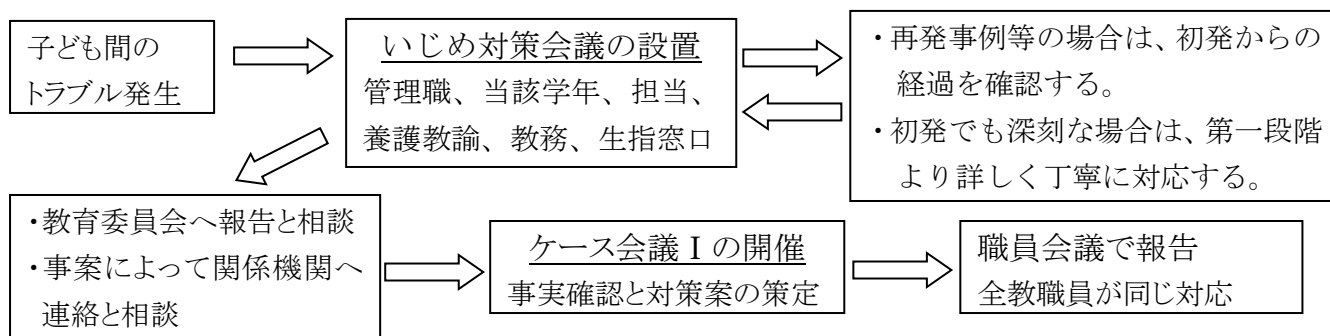 子ども間の
トラブル発生
いじめ対策会議の設置
管理職、当該学年、担当、
養護教諭、教務、生指窓口
・再発事例等の場合は、初発からの
経過を確認する。
・初発でも深刻な場合は、第一段階
より詳しく丁寧に対応する。
・教育委員会へ報告と相談
・事案によって関係機関へ
連絡と相談
ケース会議Ⅰの開催
事実確認と対策案の策定
職員会議で報告
全教職員が同じ対応